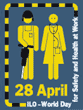 28 April
ILO - World Day
for Safety and Health at Work